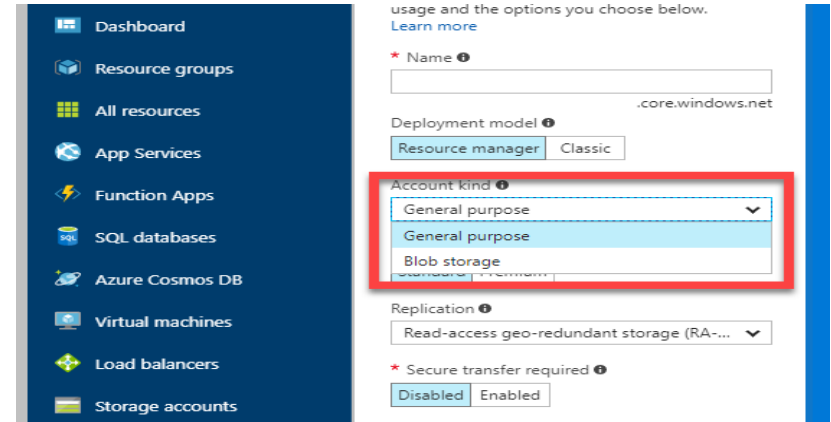 Dashboard
Resource groups
All resources
App Services
Function Apps
SQL databases
Azure Cosmos DB
Virtual machines
Load balancers
Storage accounts
usage and the options you choose below.
Learn more
* Name
.core.windows.net
Deployment model
Resource manager Classic
Account kind
General purpose
General purpose
Blob storage
Standard Premium
Replication
Read-access geo-redundant storage (RA-...
* Secure transfer required
Disabled Enabled